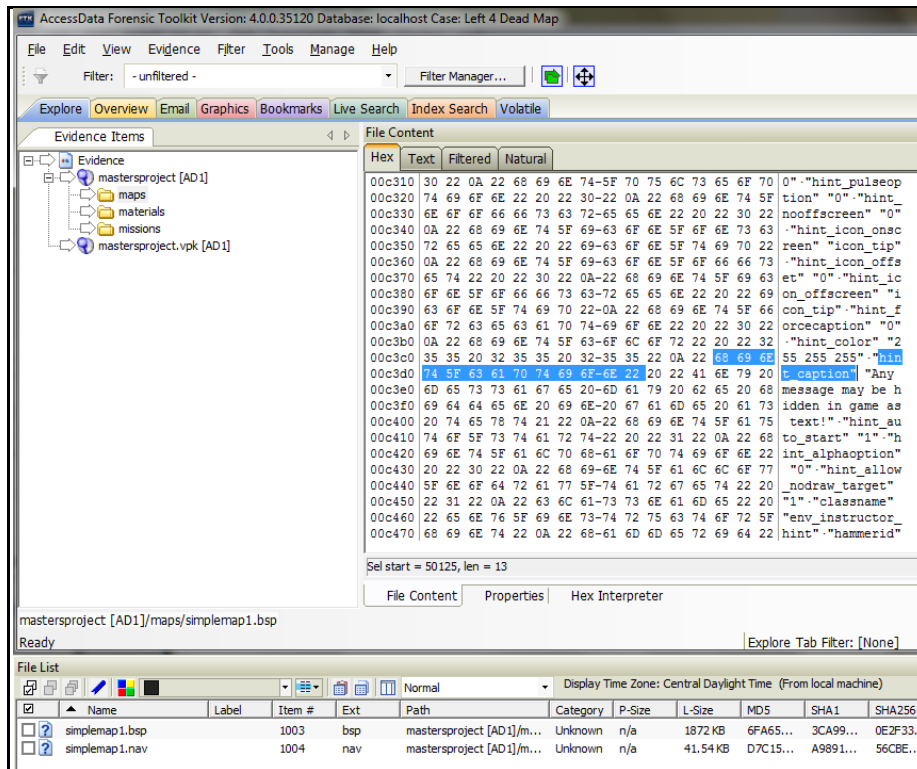 AccessData Forensic Toolkit Version: 4.0.0.35120 Database: localhost Case: Left 4 Dead Map
File Edit View Evidence Filter Tools Manage Help
Filter: - unfiltered - Filter Manager...
Explore Overview Email Graphics Bookmarks Live Search Index Search Volatile
Evidence Items
Evidence
mastersproject [AD1]
maps
materials
missions
mastersproject.vpk [AD1]
File Content
Hex Text Filtered Natural
00c310 30 22 0A 22 68 69 6E 74-5F 70 75 6C 73 65 6F 70 0"·"hint_pulseop
00c320 74 69 6F 6E 22 20 22 30-22 0A 22 68 69 6E 74 5F tion" "0"·"hint_
00c330 6E 6F 6F 66 66 73 63 72-65 65 6E 22 20 22 30 22 nooffscreen" "0"
00c340 0A 22 68 69 6E 74 5F 69-63 6F 6E 5F 6F 6E 73 63 ·"hint_icon_onsc
00c350 72 65 65 6E 22 20 22 69-63 6F 6E 5F 74 69 70 22 reen" "icon_tip"
00c360 0A 22 68 69 6E 74 5F 69-63 6F 6E 5F 6F 66 66 73 ·"hint_icon_offs
00c370 65 74 22 20 22 30 22 0A-22 68 69 6E 74 5F 69 63 et" "0"·"hint_ic
00c380 6F 6E 5F 6F 66 66 73 63-72 65 65 6E 22 20 22 69 on_offscreen" "i
00c390 63 6F 6E 5F 74 69 70 22-0A 22 68 69 6E 74 5F 66 con_tip"·"hint_f
00c3a0 6F 72 63 65 63 61 70 74-69 6F 6E 22 20 22 30 22 orcecaption" "0"
00c3b0 0A 22 68 69 6E 74 5F 63-6F 6C 6F 72 22 20 22 32 ·"hint_color" "2
00c3c0 35 35 20 32 35 35 20 32-35 35 22 0A 22 68 69 6E 55 255 255"·"hin
00c3d0 74 5F 63 61 70 74 69 6F-6E 22 20 22 41 6E 79 20 t_caption" "Any
00c3e0 6D 65 73 73 61 67 65 20-6D 61 79 20 62 65 20 68 message may be h
00c3f0 69 64 64 65 6E 20 69 6E-20 67 61 6D 65 20 61 73 idden in game as
00c400 20 74 65 78 74 21 22 0A-22 68 69 6E 74 5F 61 75 text!"·"hint_au
00c410 74 6F 5F 73 74 61 72 74-22 20 22 31 22 0A 22 68 to_start" "1"·"h
00c420 69 6E 74 5F 61 6C 70 68-61 6F 70 74 69 6F 6E 22 int_alphaoption"
00c430 20 22 30 22 0A 22 68 69-6E 74 5F 61 6C 6C 6F 77 "0"·"hint_allow
00c440 5F 6E 6F 64 72 61 77 5F-74 61 72 67 65 74 22 20 _nodraw_target"
00c450 22 31 22 0A 22 63 6C 61-73 73 6E 61 6D 65 22 20 "1"·"classname"
00c460 22 65 6E 76 5F 69 6E 73-74 72 75 63 74 6F 72 5F "env_instructor_
00c470 68 69 6E 74 22 0A 22 68-61 6D 6D 65 72 69 64 22 hint"·"hammerid"
Sel start = 50125, len = 13
File Content Properties Hex Interpreter
mastersproject [AD1]/maps/simplemap1.bsp
Ready Explore Tab Filter: [None]
File List
Normal Display Time Zone: Central Daylight Time (From local machine)
Name Label Item # Ext Path Category P-Size L-Size MD5 SHA1 SHA256
simplemap1.bsp 1003 bsp mastersproject [AD1]/m... Unknown n/a 1872 KB 6FA65... 3CA99... 0E2F33.
simplemap1.nav 1004 nav mastersproject [AD1]/m... Unknown n/a 41.54 KB D7C15... A9891... 56CBE..